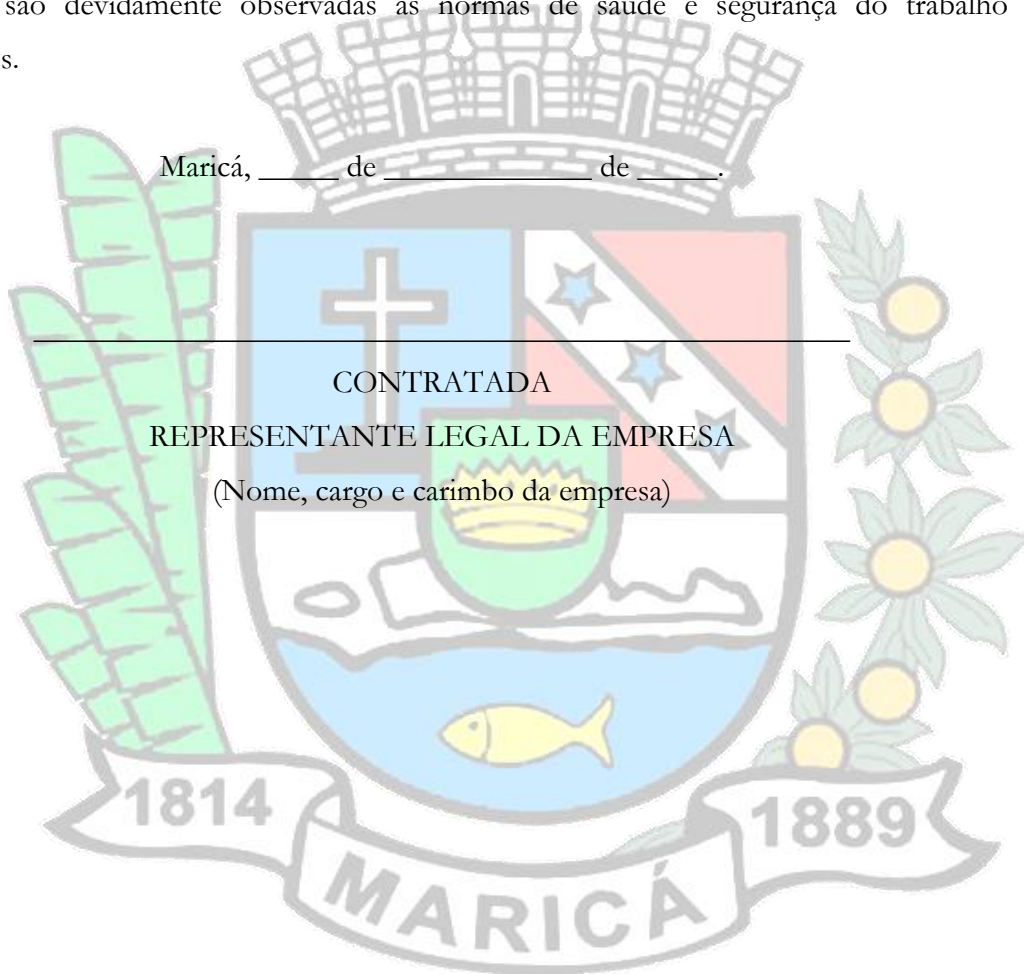 são devidamente observadas as normas de saúde e segurança do trabalho
s.
Maricá, _____ de _____________ de _____.
CONTRATADA
REPRESENTANTE LEGAL DA EMPRESA
(Nome, cargo e carimbo da empresa)
1814
1889
MARICÁ